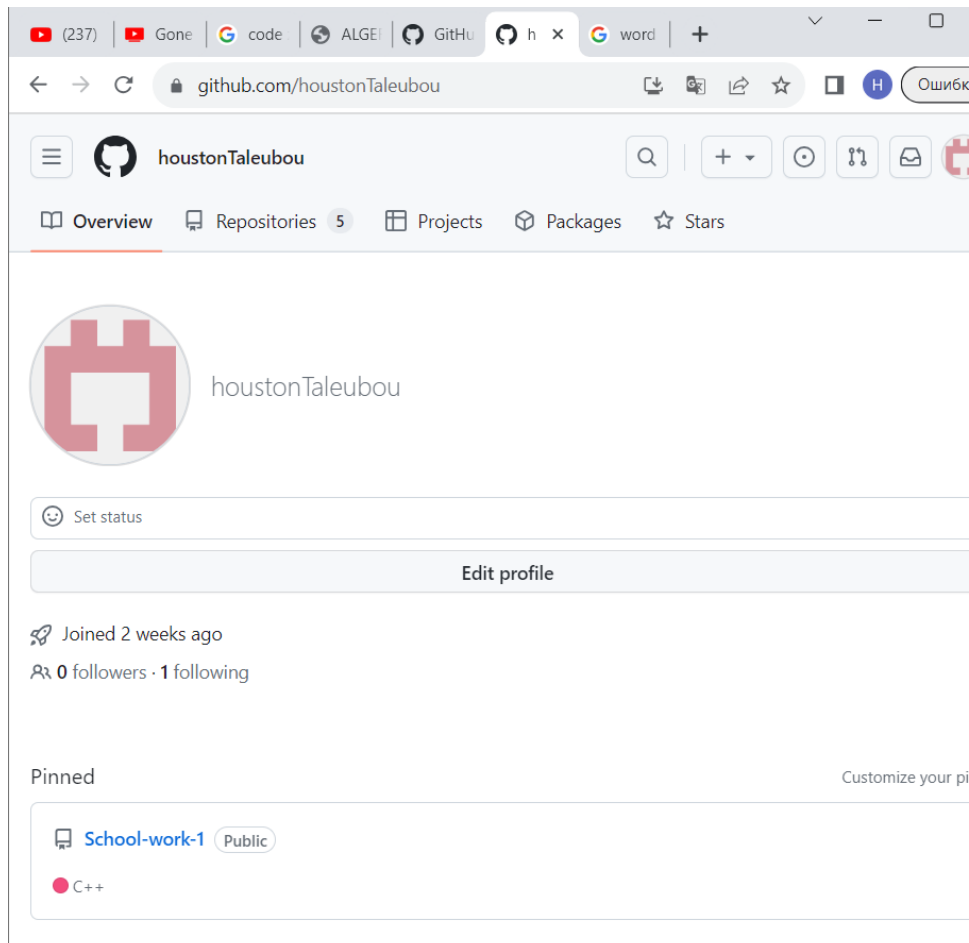 (237) Gone code ALGE GitHu h word
github.com/houstonTaleubou H Ошибк
houstonTaleubou
Overview Repositories 5 Projects Packages Stars
houstonTaleubou
Set status
Edit profile
Joined 2 weeks ago
0 followers · 1 following
Pinned Customize your pi
School-work-1 Public
C++